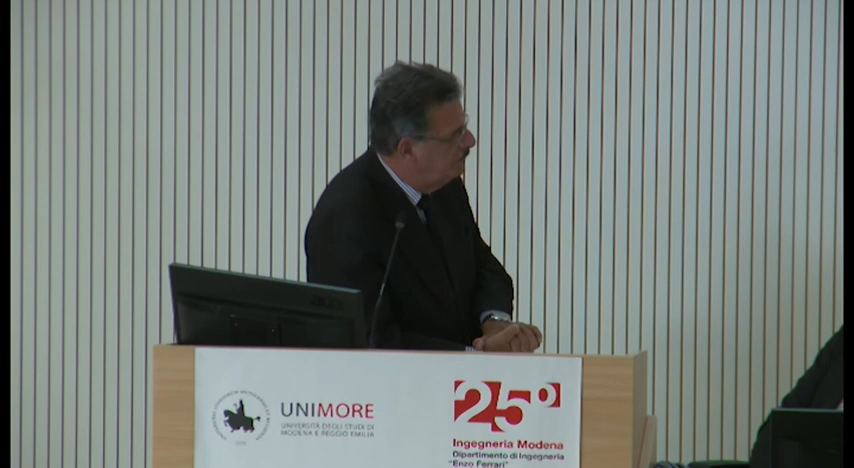 UNIMORE
UNIVERSITÀ DEGLI STUDI DI
MODENA E REGGIO EMILIA
25°
Ingegneria Modena
Dipartimento di Ingegneria
"Enzo Ferrari"